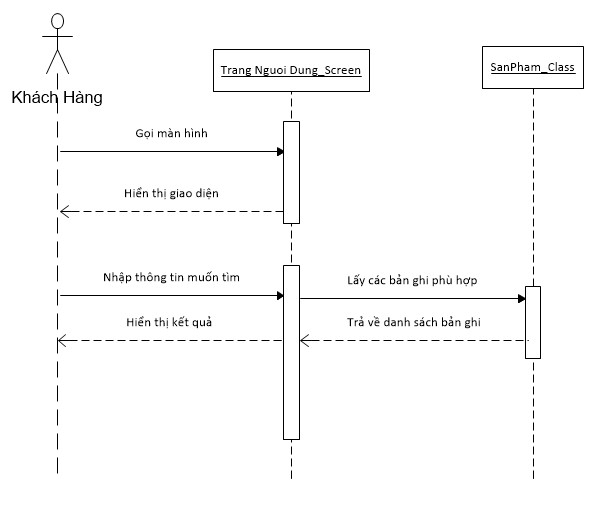 Trang Nguoi Dung_Screen
SanPham_Class
Khách Hàng
Gọi màn hình
Hiển thị giao diện
Nhập thông tin muốn tìm
Lấy các bản ghi phù hợp
Hiển thị kết quả
Trả về danh sách bản ghi